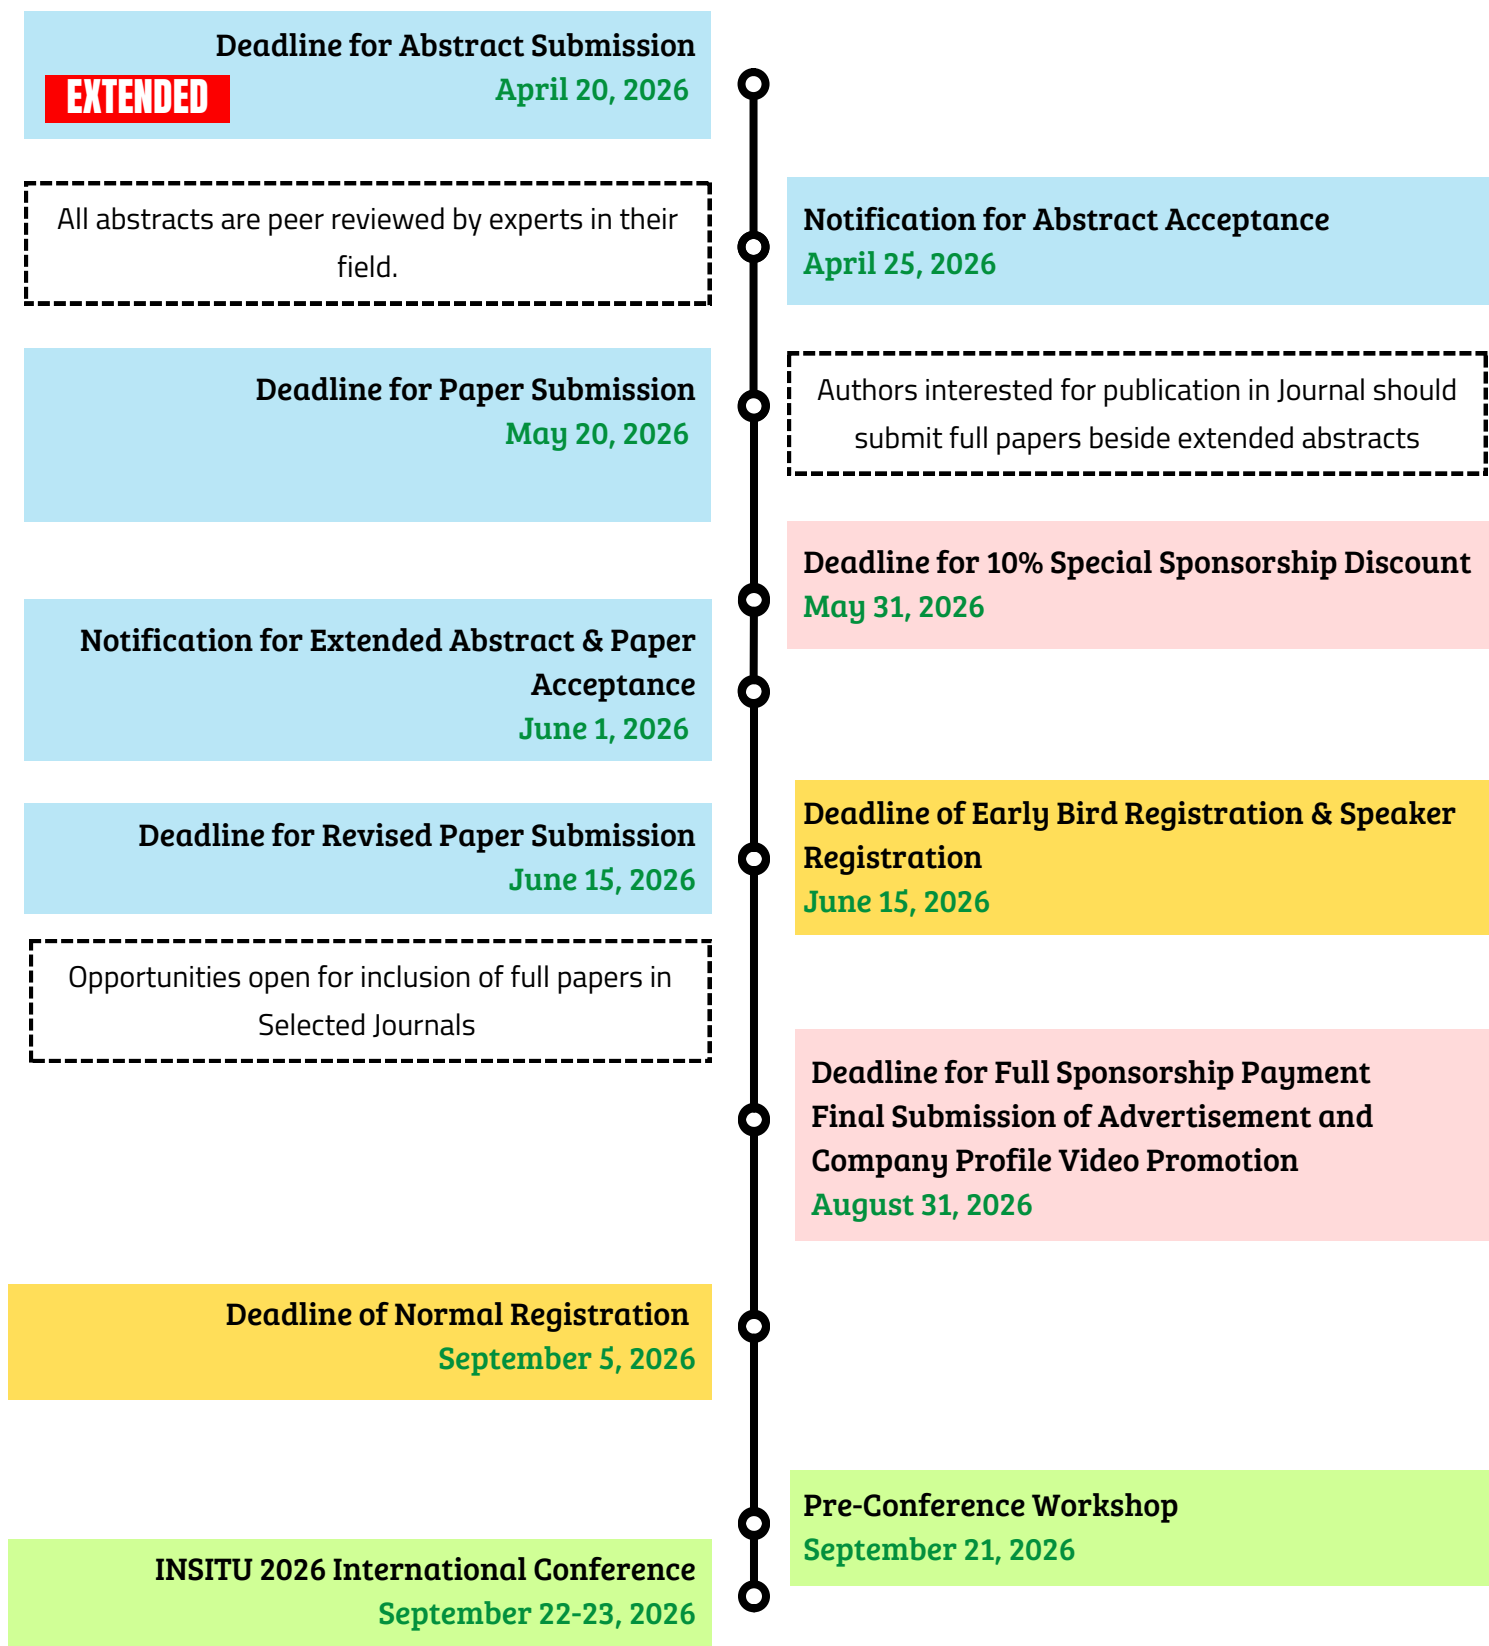 Deadline for Abstract Submission
EXTENDED
April 20, 2026
All abstracts are peer reviewed by experts in their
field.
Notification for Abstract Acceptance
April 25, 2026
Deadline for Paper Submission
May 20, 2026
Authors interested for publication in Journal should
submit full papers beside extended abstracts
Deadline for 10% Special Sponsorship Discount
May 31, 2026
Notification for Extended Abstract & Paper
Acceptance
June 1, 2026
Deadline for Revised Paper Submission
June 15, 2026
Deadline of Early Bird Registration & Speaker
Registration
June 15, 2026
Opportunities open for inclusion of full papers in
Selected Journals
Deadline for Full Sponsorship Payment
Final Submission of Advertisement and
Company Profile Video Promotion
August 31, 2026
Deadline of Normal Registration
September 5, 2026
Pre-Conference Workshop
September 21, 2026
INSITU 2026 International Conference
September 22-23, 2026